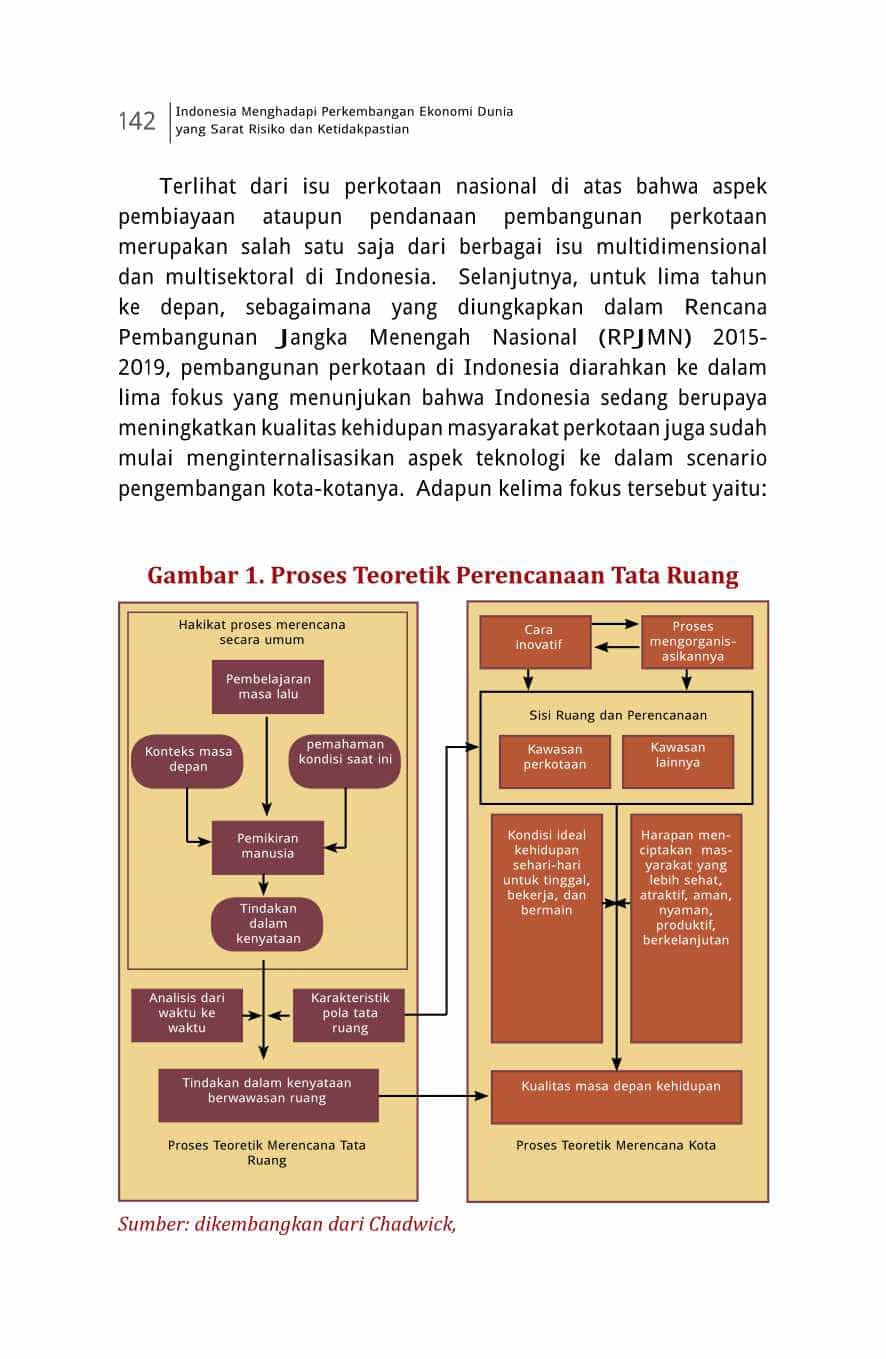 142
Indonesia Menghadapi Perkembangan Ekonomi Dunia
yang Sarat Risiko dan Ketidakpastian
Terlihat dari isu perkotaan nasional di atas bahwa aspek
pembiayaan ataupun pendanaan pembangunan perkotaan
merupakan salah satu saja dari berbagai isu multidimensional
dan multisektoral di Indonesia. Selanjutnya, untuk lima tahun
ke depan, sebagaimana yang diungkapkan dalam Rencana
Pembangunan Jangka Menengah Nasional (RPJMN) 2015-
2019, pembangunan perkotaan di Indonesia diarahkan ke dalam
lima fokus yang menunjukan bahwa Indonesia sedang berupaya
meningkatkan kualitas kehidupan masyarakat perkotaan juga sudah
mulai menginternalisasikan aspek teknologi ke dalam scenario
pengembangan kota-kotanya. Adapun kelima fokus tersebut yaitu:
Gambar 1. Proses Teoretik Perencanaan Tata Ruang
Hakikat proses merencana
secara umum
Pembelajaran
masa lalu
Konteks masa
depan
pemahaman
kondisi saat ini
Pemikiran
manusia
Tindakan
dalam
kenyataan
Analisis dari
waktu ke
waktu
Karakteristik
pola tata
ruang
Tindakan dalam kenyataan
berwawasan ruang
Proses Teoretik Merencana Tata
Ruang
Cara
inovatif
Proses
mengorganis-
asikannya
Sisi Ruang dan Perencanaan
Kawasan
perkotaan
Kawasan
lainnya
Kondisi ideal
kehidupan
sehari-hari
untuk tinggal,
bekerja, dan
bermain
Harapan men-
ciptakan mas-
yarakat yang
lebih sehat,
atraktif, aman,
nyaman,
produktif,
berkelanjutan
Kualitas masa depan kehidupan
Proses Teoretik Merencana Kota
Sumber: dikembangkan dari Chadwick,